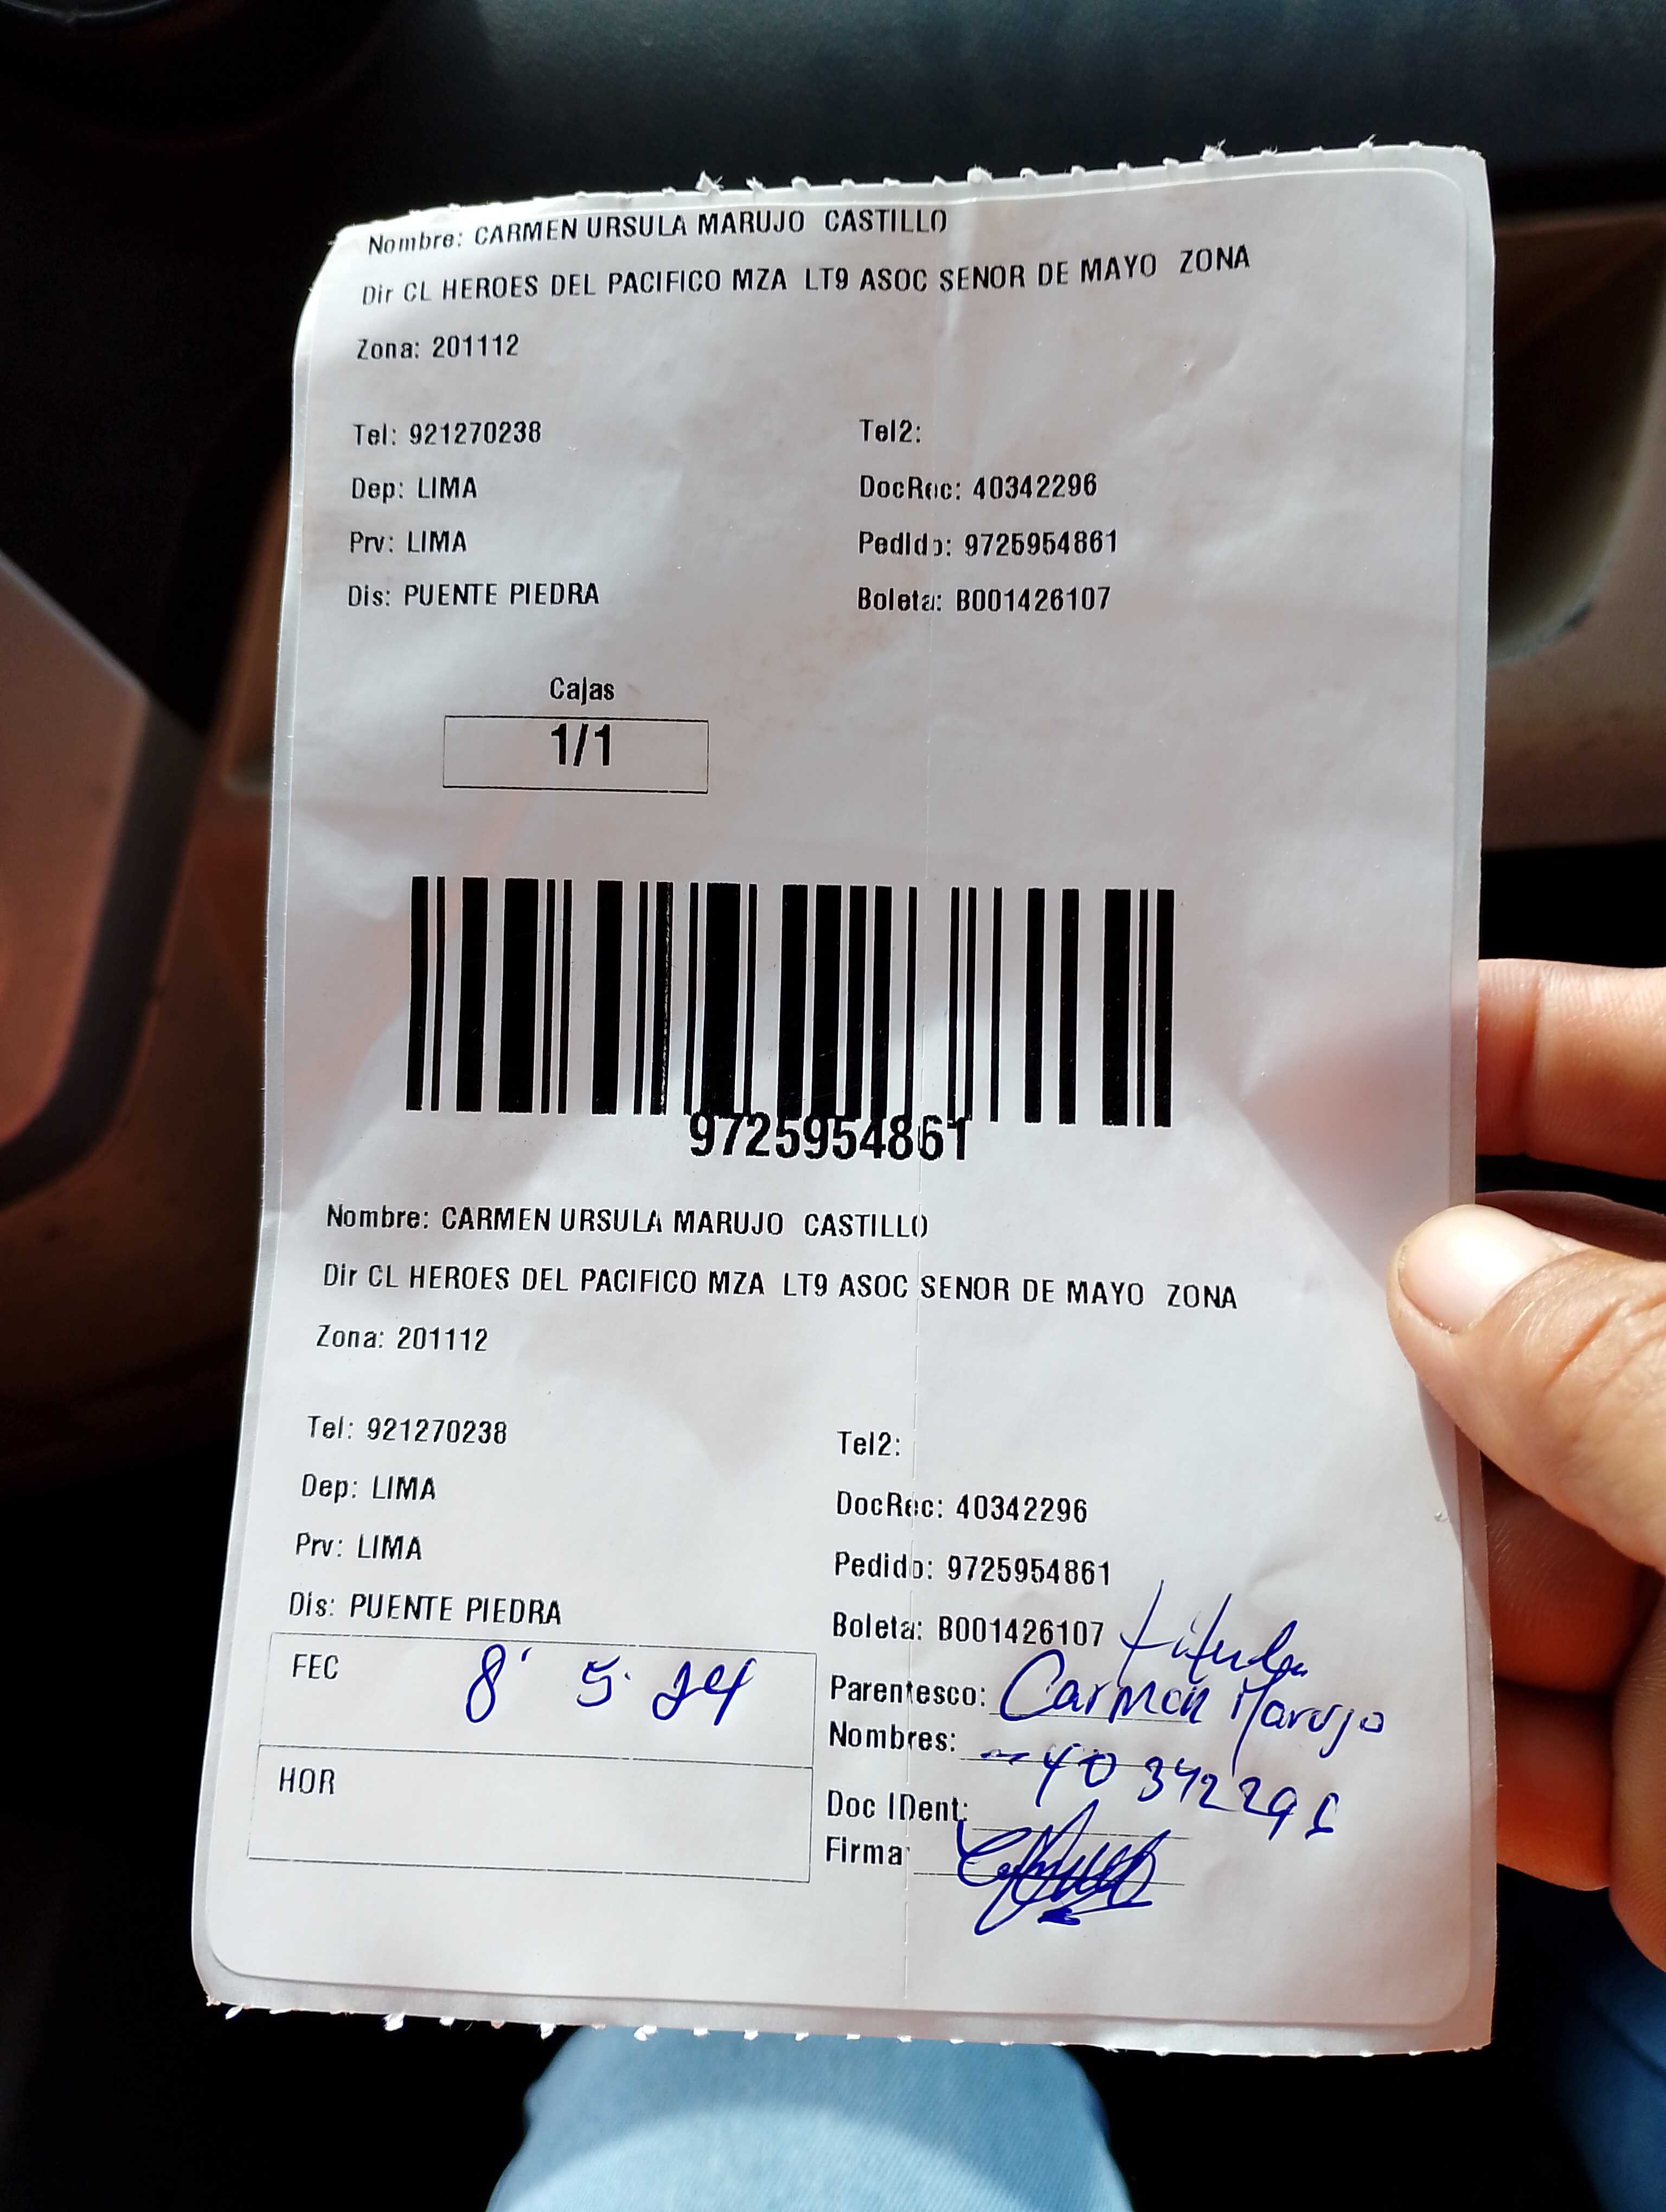 Nombre: CARMEN URSULA MARUJO CASTILLO
Dir CL HEROES DEL PACIFICO MZA LT9 ASOC SENOR DE MAYO ZONA
Zona: 201112
Tel: 921270238 Tel2:
Dep: LIMA DocRec: 40342296
Prv: LIMA Pedido: 9725954861
Dis: PUENTE PIEDRA Boleta: B001426107
Cajas
1/1
9725954861
Nombre: CARMEN URSULA MARUJO CASTILLO
Dir CL HEROES DEL PACIFICO MZA LT9 ASOC SENOR DE MAYO ZONA
Zona: 201112
Tel: 921270238 Tel2:
Dep: LIMA DocRec: 40342296
Prv: LIMA Pedido: 9725954861
Dis: PUENTE PIEDRA Boleta: B001426107
FEC 8 5 24 Parentesco: Carmen Marujo
Nombres: 40342296
HOR Doc IDent:
Firma